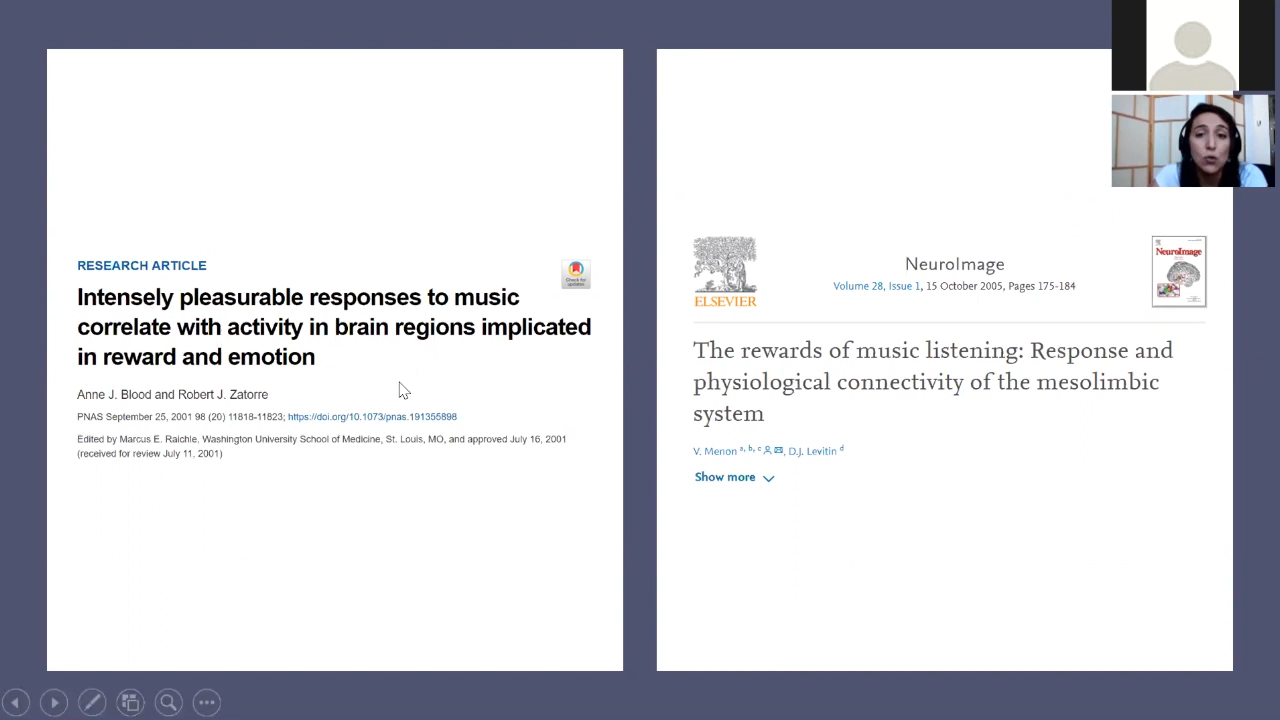 RESEARCH ARTICLE
Check for updates
Intensely pleasurable responses to music
correlate with activity in brain regions implicated
in reward and emotion
Anne J. Blood and Robert J. Zatorre
PNAS September 25, 2001 98 (20) 11818-11823; https://doi.org/10.1073/pnas.191355898
Edited by Marcus E. Raichle, Washington University School of Medicine, St. Louis, MO, and approved July 16, 2001
(received for review July 11, 2001)
ELSEVIER
NeuroImage
Volume 28, Issue 1, 15 October 2005, Pages 175-184
NeuroImage
The rewards of music listening: Response and
physiological connectivity of the mesolimbic
system
V. Menon a, b, c, D.J. Levitin d
Show more